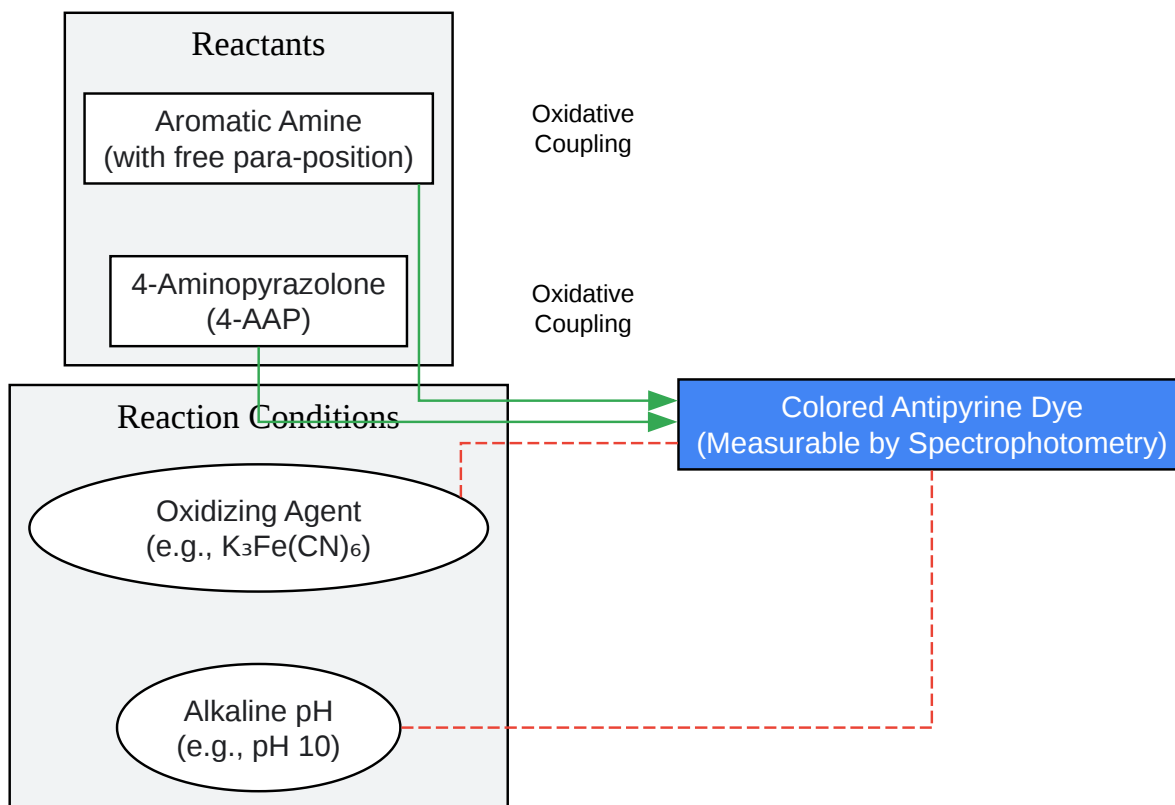 Reactants
Aromatic Amine
(with free para-position)
Oxidative
Coupling
4-Aminopyrazolone
(4-AAP)
Oxidative
Coupling
Reaction Conditions
Colored Antipyrine Dye
(Measurable by Spectrophotometry)
Oxidizing Agent
(e.g., K₃Fe(CN)₆)
Alkaline pH
(e.g., pH 10)